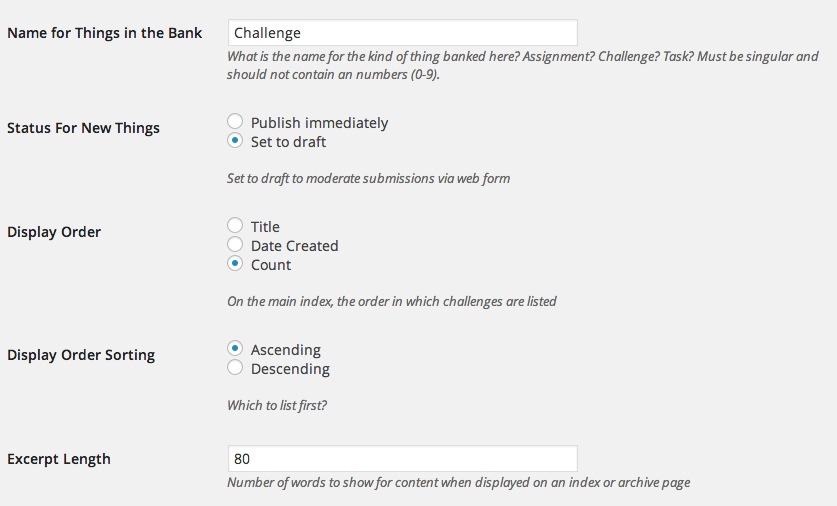 Name for Things in the Bank
Challenge
What is the name for the kind of thing banked here? Assignment? Challenge? Task? Must be singular and
should not contain an numbers (0-9).
Status For New Things
Publish immediately
Set to draft
Set to draft to moderate submissions via web form
Display Order
Title
Date Created
Count
On the main index, the order in which challenges are listed
Display Order Sorting
Ascending
Descending
Which to list first?
Excerpt Length
80
Number of words to show for content when displayed on an index or archive page